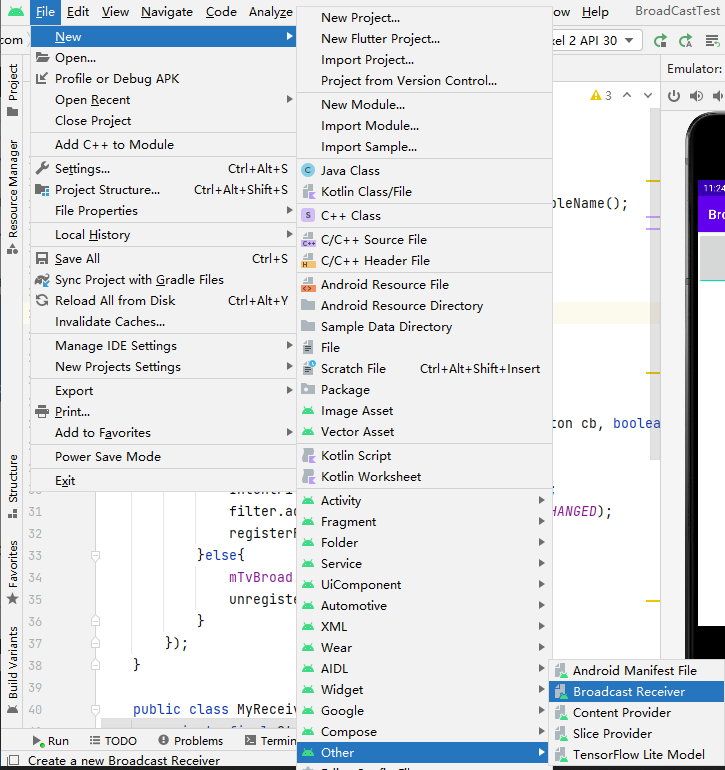 File Edit View Navigate Code Analyze
ow Help BroadCastTest
com
xel 2 API 30
Project
Resource Manager
Structure
Favorites
Build Variants
New
Open...
Profile or Debug APK
Open Recent
Close Project
Add C++ to Module
Settings... Ctrl+Alt+S
Project Structure... Ctrl+Alt+Shift+S
File Properties
Local History
Save All Ctrl+S
Sync Project with Gradle Files
Reload All from Disk Ctrl+Alt+Y
Invalidate Caches...
Manage IDE Settings
New Projects Settings
Export
Print...
Add to Favorites
Power Save Mode
Exit
New Project...
New Flutter Project...
Import Project...
Project from Version Control...
New Module...
Import Module...
Import Sample...
Java Class
Kotlin Class/File
C++ Class
C/C++ Source File
C/C++ Header File
Android Resource File
Android Resource Directory
Sample Data Directory
File
Scratch File Ctrl+Alt+Shift+Insert
Package
Image Asset
Vector Asset
Kotlin Script
Kotlin Worksheet
Activity
Fragment
Folder
Service
UiComponent
Automotive
XML
Wear
AIDL
Widget
Google
Compose
Other
Android Manifest File
Broadcast Receiver
Content Provider
Slice Provider
TensorFlow Lite Model
3
Emulator:
11:24
Bro
bleName();
ton cb, boolea
31 filter.ad
HANGED);
32 registerR
33 }else{
34 mTvBroad
35 unregiste
36 }
37 });
38 }
39
40 public class MyReceiv
Run TODO Problems Termin
Create a new Broadcast Receiver